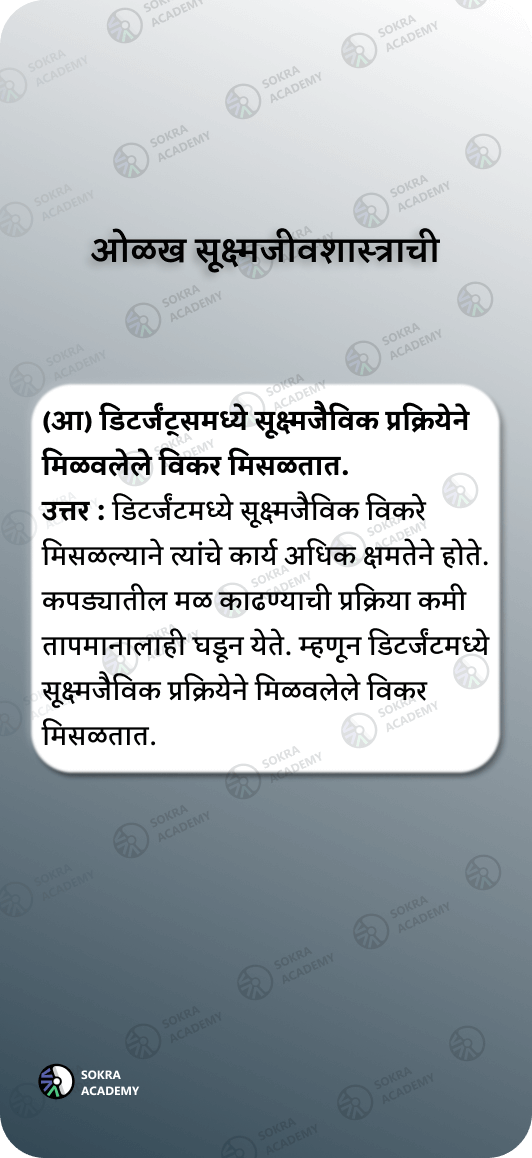 ओळख सूक्ष्मजीवशास्त्राची
(आ) डिटर्जंट्समध्ये सूक्ष्मजैविक प्रक्रियेने
मिळवलेले विकर मिसळतात.
उत्तर : डिटर्जंटमध्ये सूक्ष्मजैविक विकरे
मिसळल्याने त्यांचे कार्य अधिक क्षमतेने होते.
कपड्यातील मळ काढण्याची प्रक्रिया कमी
तापमानालाही घडून येते. म्हणून डिटर्जंटमध्ये
सूक्ष्मजैविक प्रक्रियेने मिळवलेले विकर
मिसळतात.
SOKRA
ACADEMY